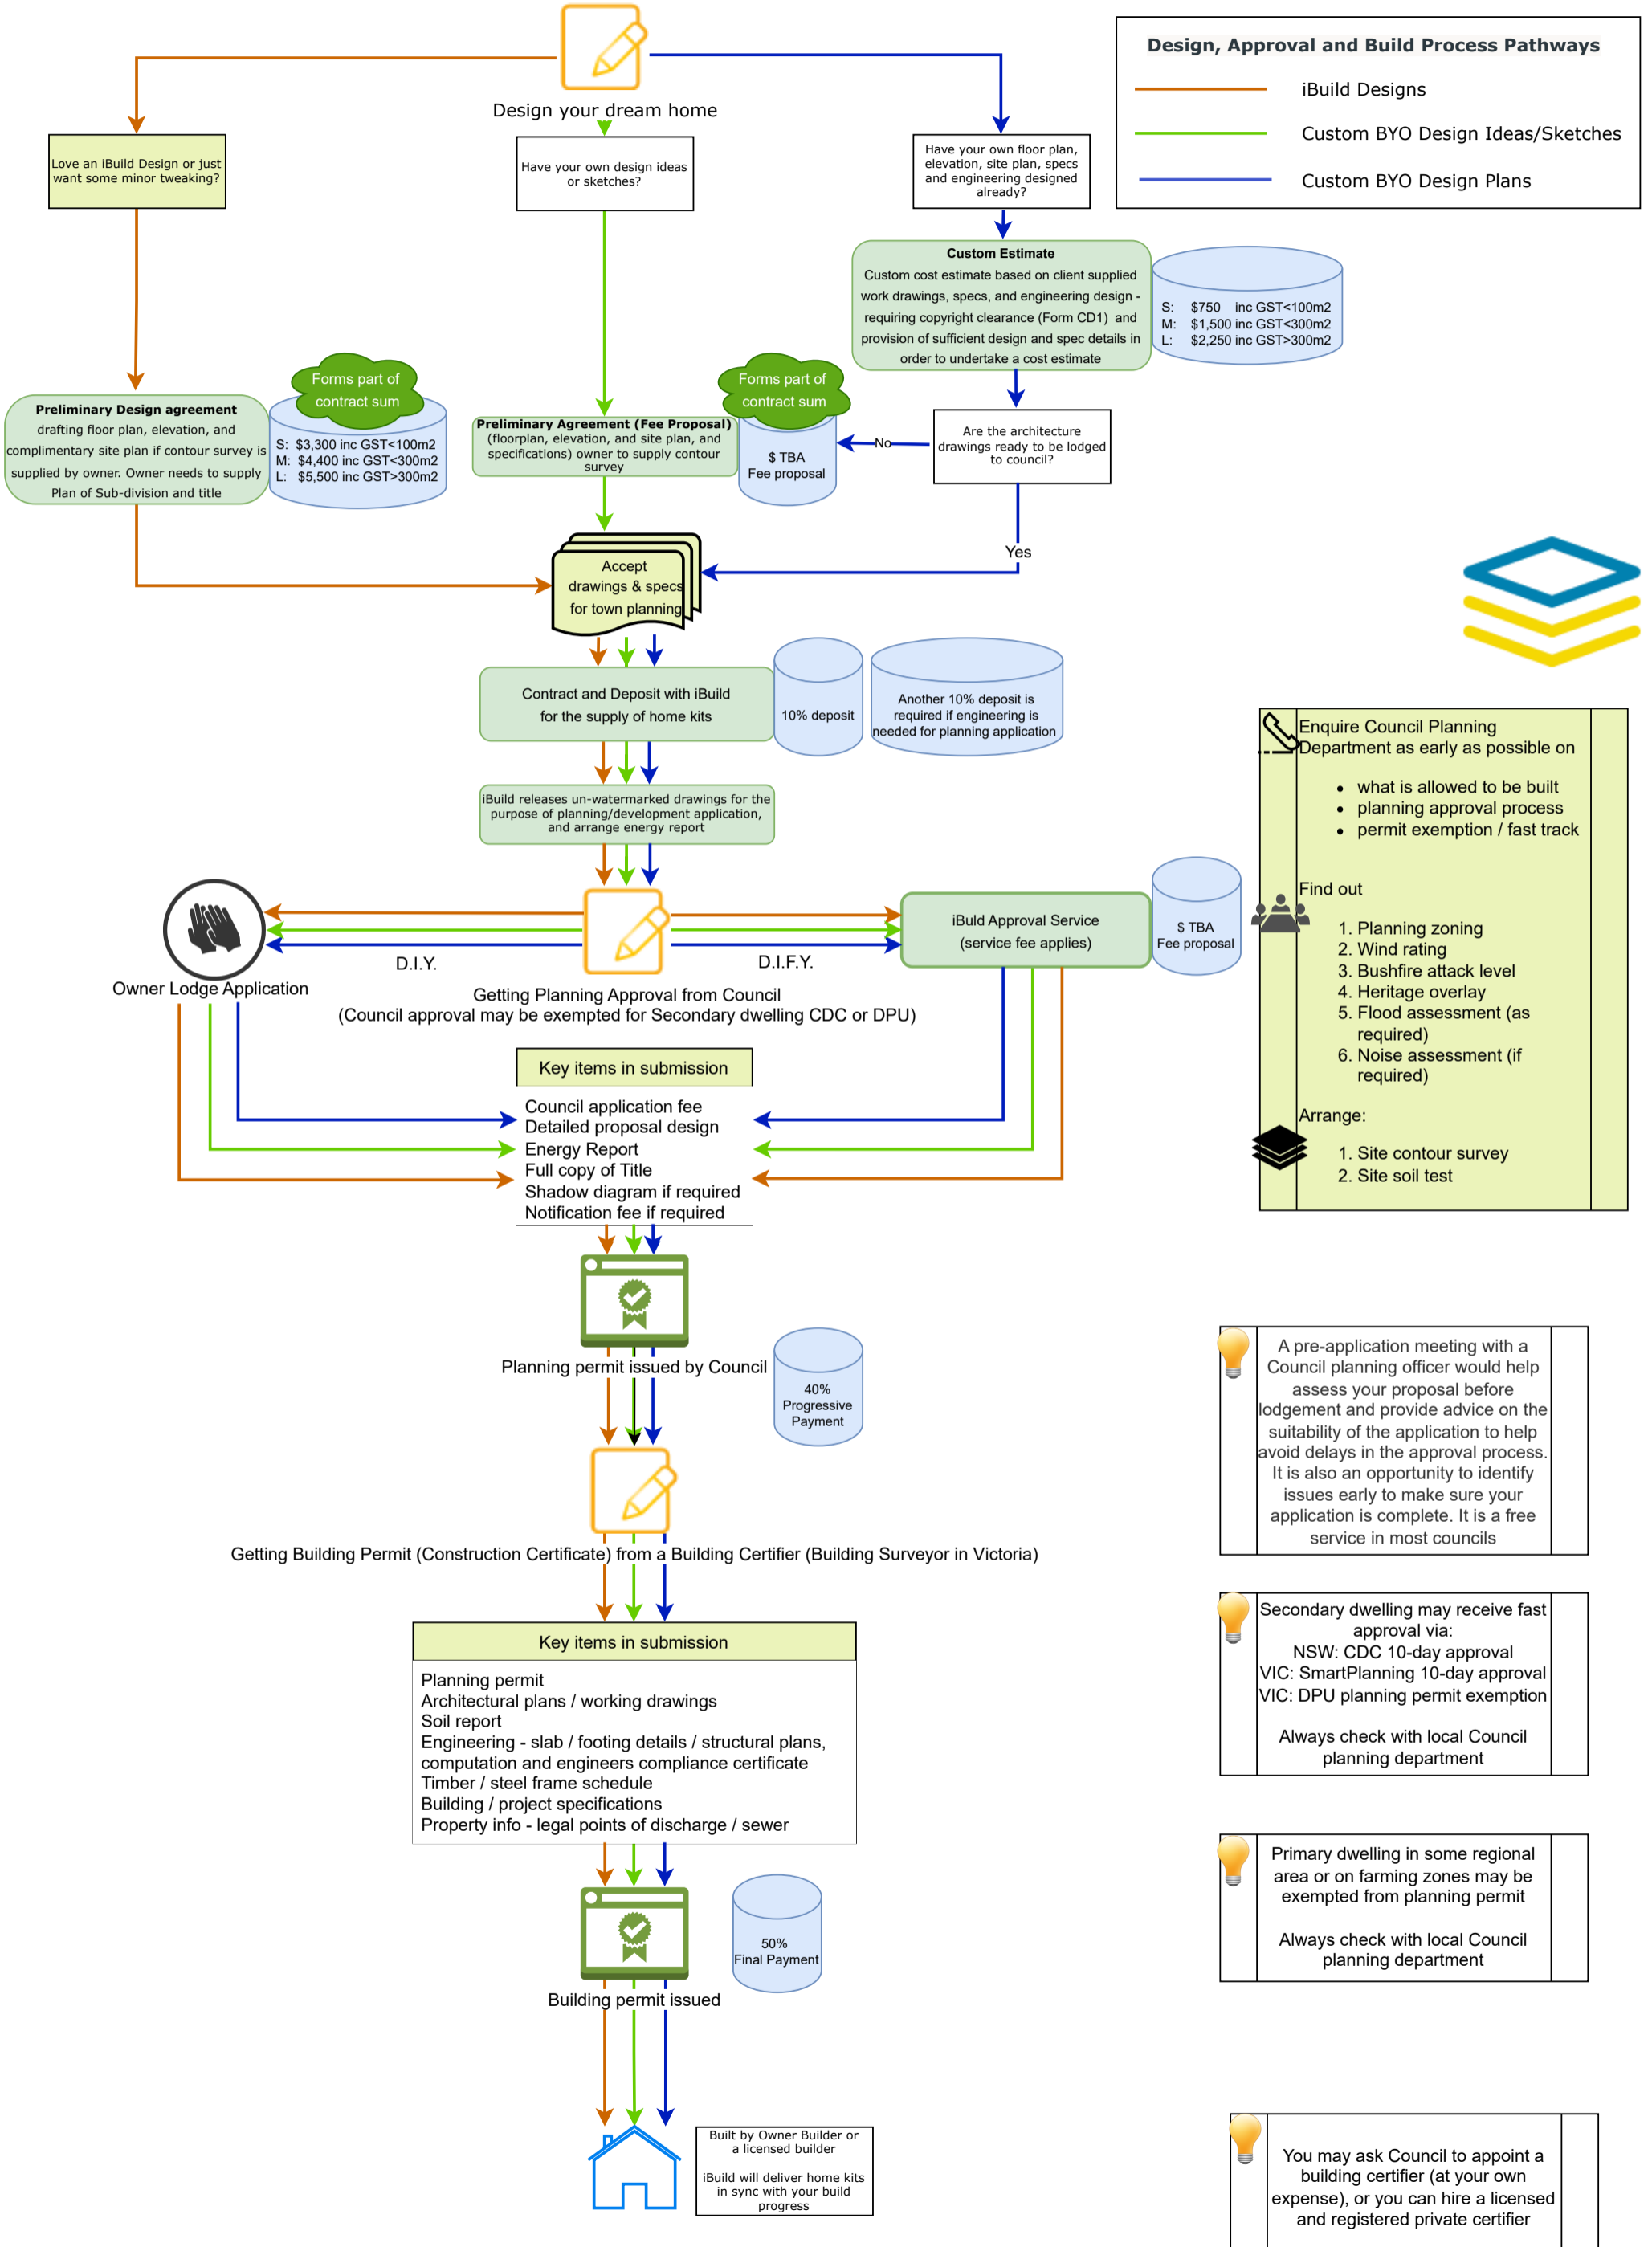 Design, Approval and Build Process Pathways
iBuild Designs
Custom BYO Design Ideas/Sketches
Custom BYO Design Plans
Design your dream home
Love an iBuild Design or just
want some minor tweaking?
Have your own design ideas
or sketches?
Have your own floor plan,
elevation, site plan, specs
and engineering designed
already?
Custom Estimate
Custom cost estimate based on client supplied
work drawings, specs, and engineering design -
requiring copyright clearance (Form CD1) and
provision of sufficient design and spec details in
order to undertake a cost estimate
S: $750 inc GST<100m2
M: $1,500 inc GST<300m2
L: $2,250 inc GST>300m2
Preliminary Design agreement
drafting floor plan, elevation, and
complimentary site plan if contour survey is
supplied by owner. Owner needs to supply
Plan of Sub-division and title
Forms part of
contract sum
S: $3,300 inc GST<100m2
M: $4,400 inc GST<300m2
L: $5,500 inc GST>300m2
Preliminary Agreement (Fee Proposal)
(floorplan, elevation, and site plan, and
specifications) owner to supply contour
survey
Forms part of
contract sum
$ TBA
Fee proposal
No
Are the architecture
drawings ready to be lodged
to council?
Yes
Accept
drawings & specs
for town planning
Contract and Deposit with iBuild
for the supply of home kits
10% deposit
Another 10% deposit is
required if engineering is
needed for planning application
iBuild releases un-watermarked drawings for the
purpose of planning/development application,
and arrange energy report
Owner Lodge Application
D.I.Y.
D.I.F.Y.
iBuld Approval Service
(service fee applies)
$ TBA
Fee proposal
Getting Planning Approval from Council
(Council approval may be exempted for Secondary dwelling CDC or DPU)
Key items in submission
Council application fee
Detailed proposal design
Energy Report
Full copy of Title
Shadow diagram if required
Notification fee if required
Enquire Council Planning
Department as early as possible on
• what is allowed to be built
• planning approval process
• permit exemption / fast track
Find out
1. Planning zoning
2. Wind rating
3. Bushfire attack level
4. Heritage overlay
5. Flood assessment (as
required)
6. Noise assessment (if
required)
Arrange:
1. Site contour survey
2. Site soil test
Planning permit issued by Council
40%
Progressive
Payment
Getting Building Permit (Construction Certificate) from a Building Certifier (Building Surveyor in Victoria)
Key items in submission
Planning permit
Architectural plans / working drawings
Soil report
Engineering - slab / footing details / structural plans,
computation and engineers compliance certificate
Timber / steel frame schedule
Building / project specifications
Property info - legal points of discharge / sewer
A pre-application meeting with a
Council planning officer would help
assess your proposal before
lodgement and provide advice on the
suitability of the application to help
avoid delays in the approval process.
It is also an opportunity to identify
issues early to make sure your
application is complete. It is a free
service in most councils
Secondary dwelling may receive fast
approval via:
NSW: CDC 10-day approval
VIC: SmartPlanning 10-day approval
VIC: DPU planning permit exemption
Always check with local Council
planning department
Primary dwelling in some regional
area or on farming zones may be
exempted from planning permit
Always check with local Council
planning department
50%
Final Payment
Building permit issued
Built by Owner Builder or
a licensed builder
iBuild will deliver home kits
in sync with your build
progress
You may ask Council to appoint a
building certifier (at your own
expense), or you can hire a licensed
and registered private certifier